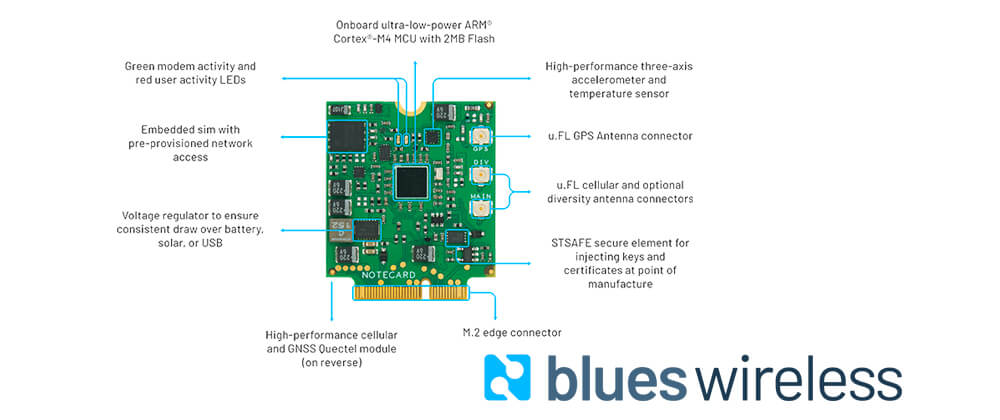 Onboard ultra-low-power ARM®
Cortex®-M4 MCU with 2MB Flash
Green modem activity and
red user activity LEDs
High-performance three-axis
accelerometer and
temperature sensor
Embedded sim with
pre-provisioned network
access
u.FL GPS Antenna connector
GPS
DIV
MAIN
u.FL cellular and optional
diversity antenna connectors
Voltage regulator to ensure
consistent draw over battery,
solar, or USB
STSAFE secure element for
injecting keys and
certificates at point of
manufacture
NOTECARD
High-performance cellular
and GNSS Quectel module
(on reverse)
M.2 edge connector
blues wireless